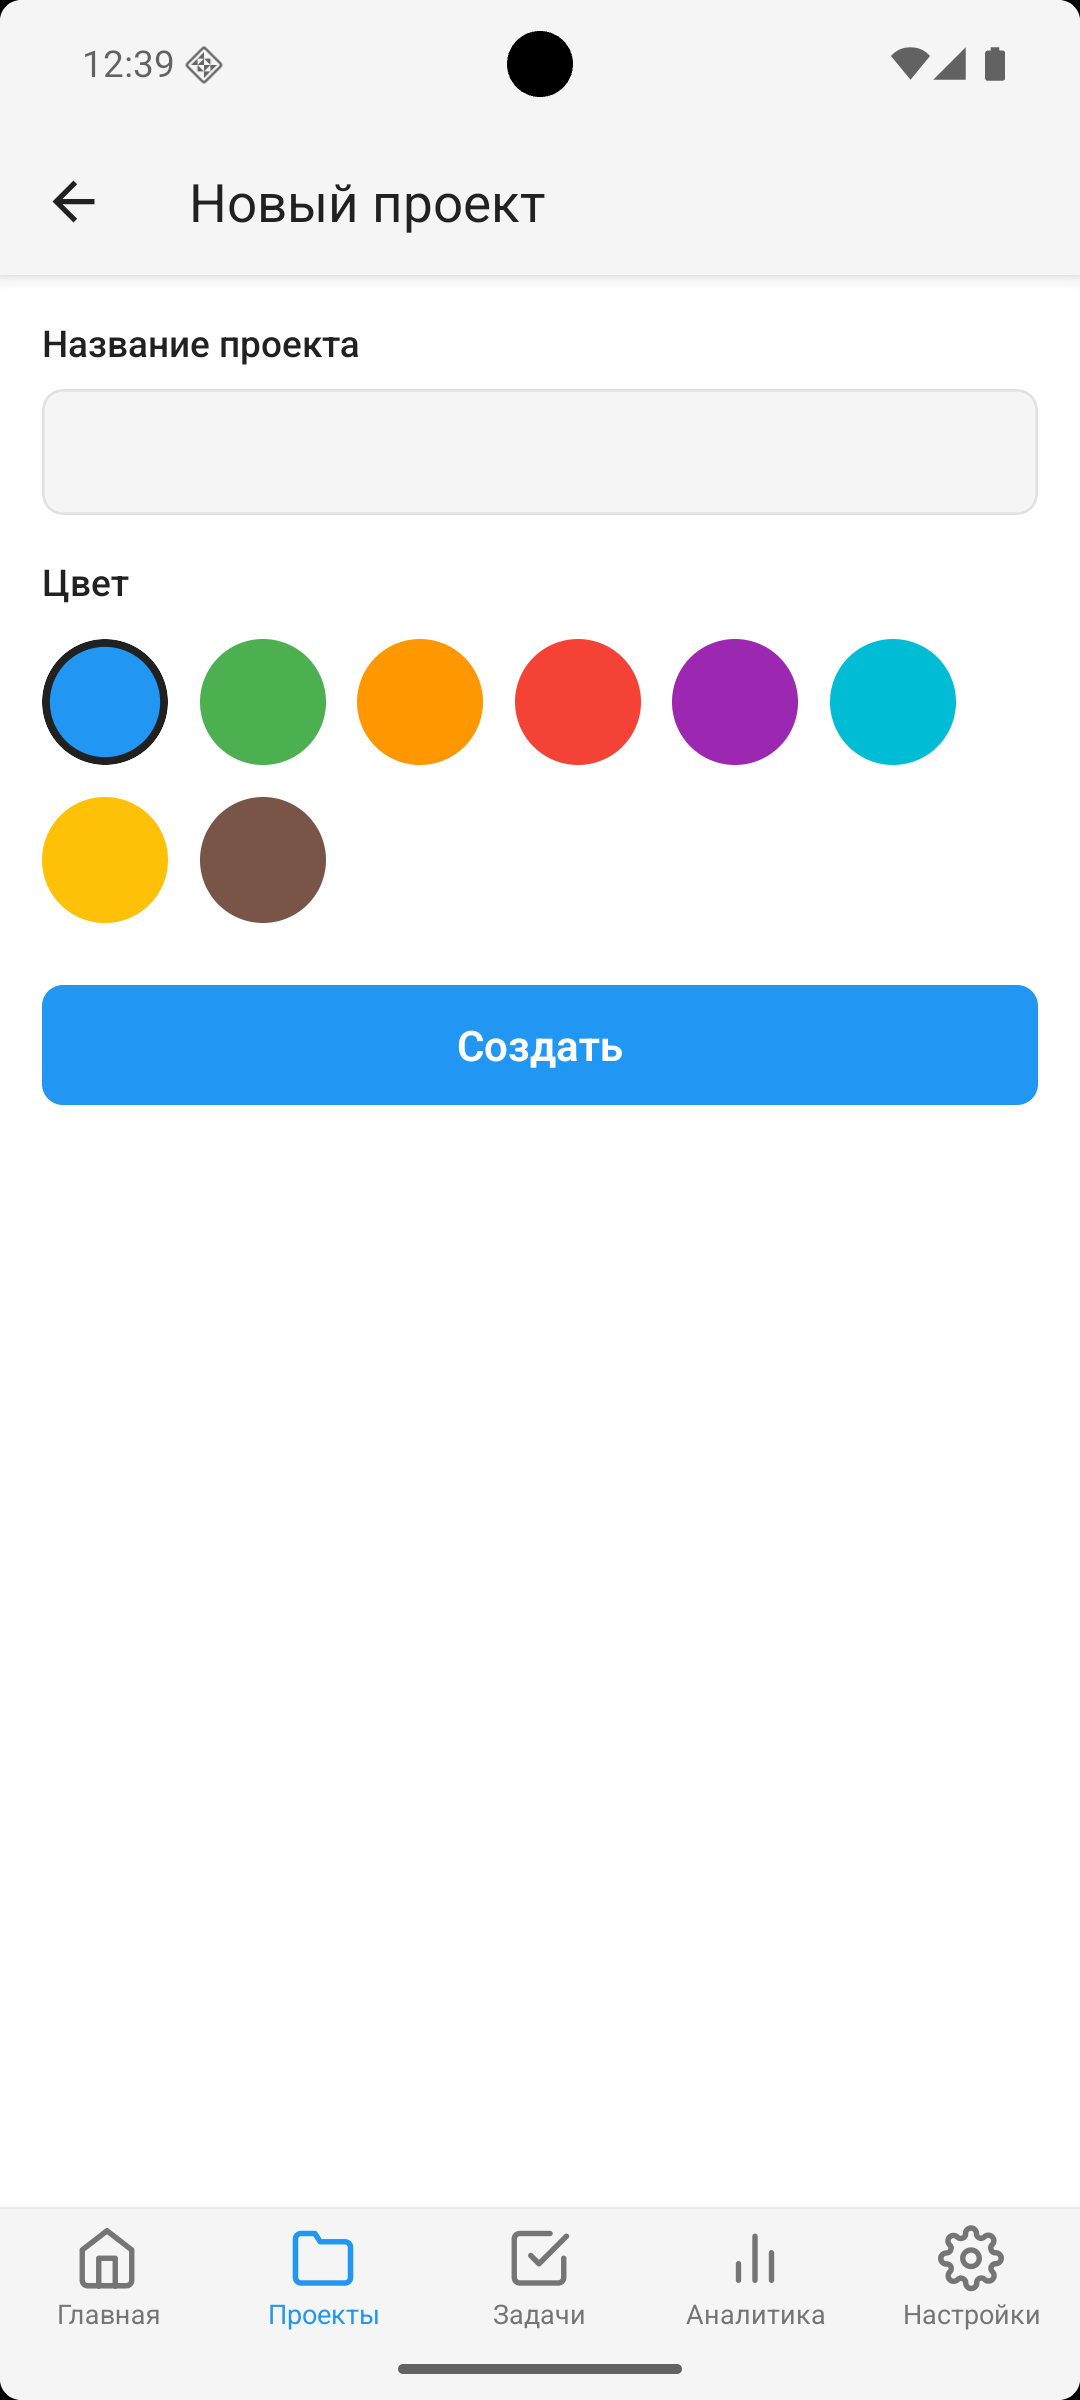 12:39
Новый проект
Название проекта
Цвет
Создать
Главная
Проекты
Задачи
Аналитика
Настройки